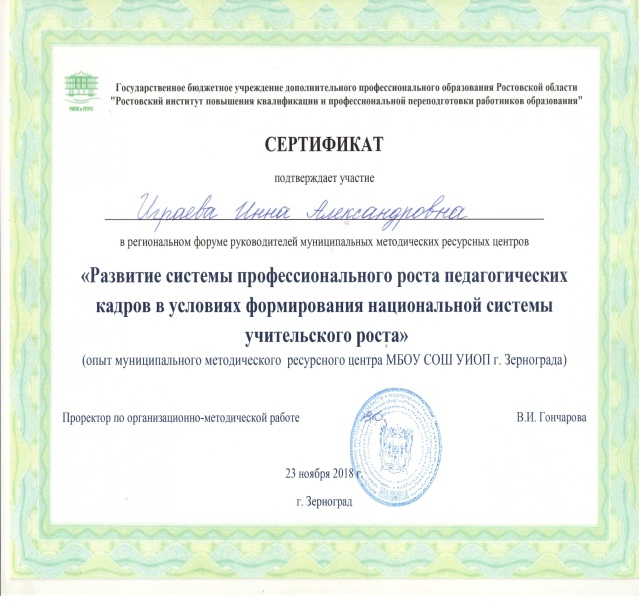 Государственное бюджетное учреждение дополнительного профессионального образования Ростовской области
"Ростовский институт повышения квалификации и профессиональной переподготовки работников образования"
РИПК и ППРО
СЕРТИФИКАТ
подтверждает участие
Играева Инна Александровна
в региональном форуме руководителей муниципальных методических ресурсных центров
«Развитие системы профессионального роста педагогических
кадров в условиях формирования национальной системы
учительского роста»
(опыт муниципального методического ресурсного центра МБОУ СОШ УИОП г. Зернограда)
Проректор по организационно-методической работе В.И. Гончарова
23 ноября 2018 г.
г. Зерноград